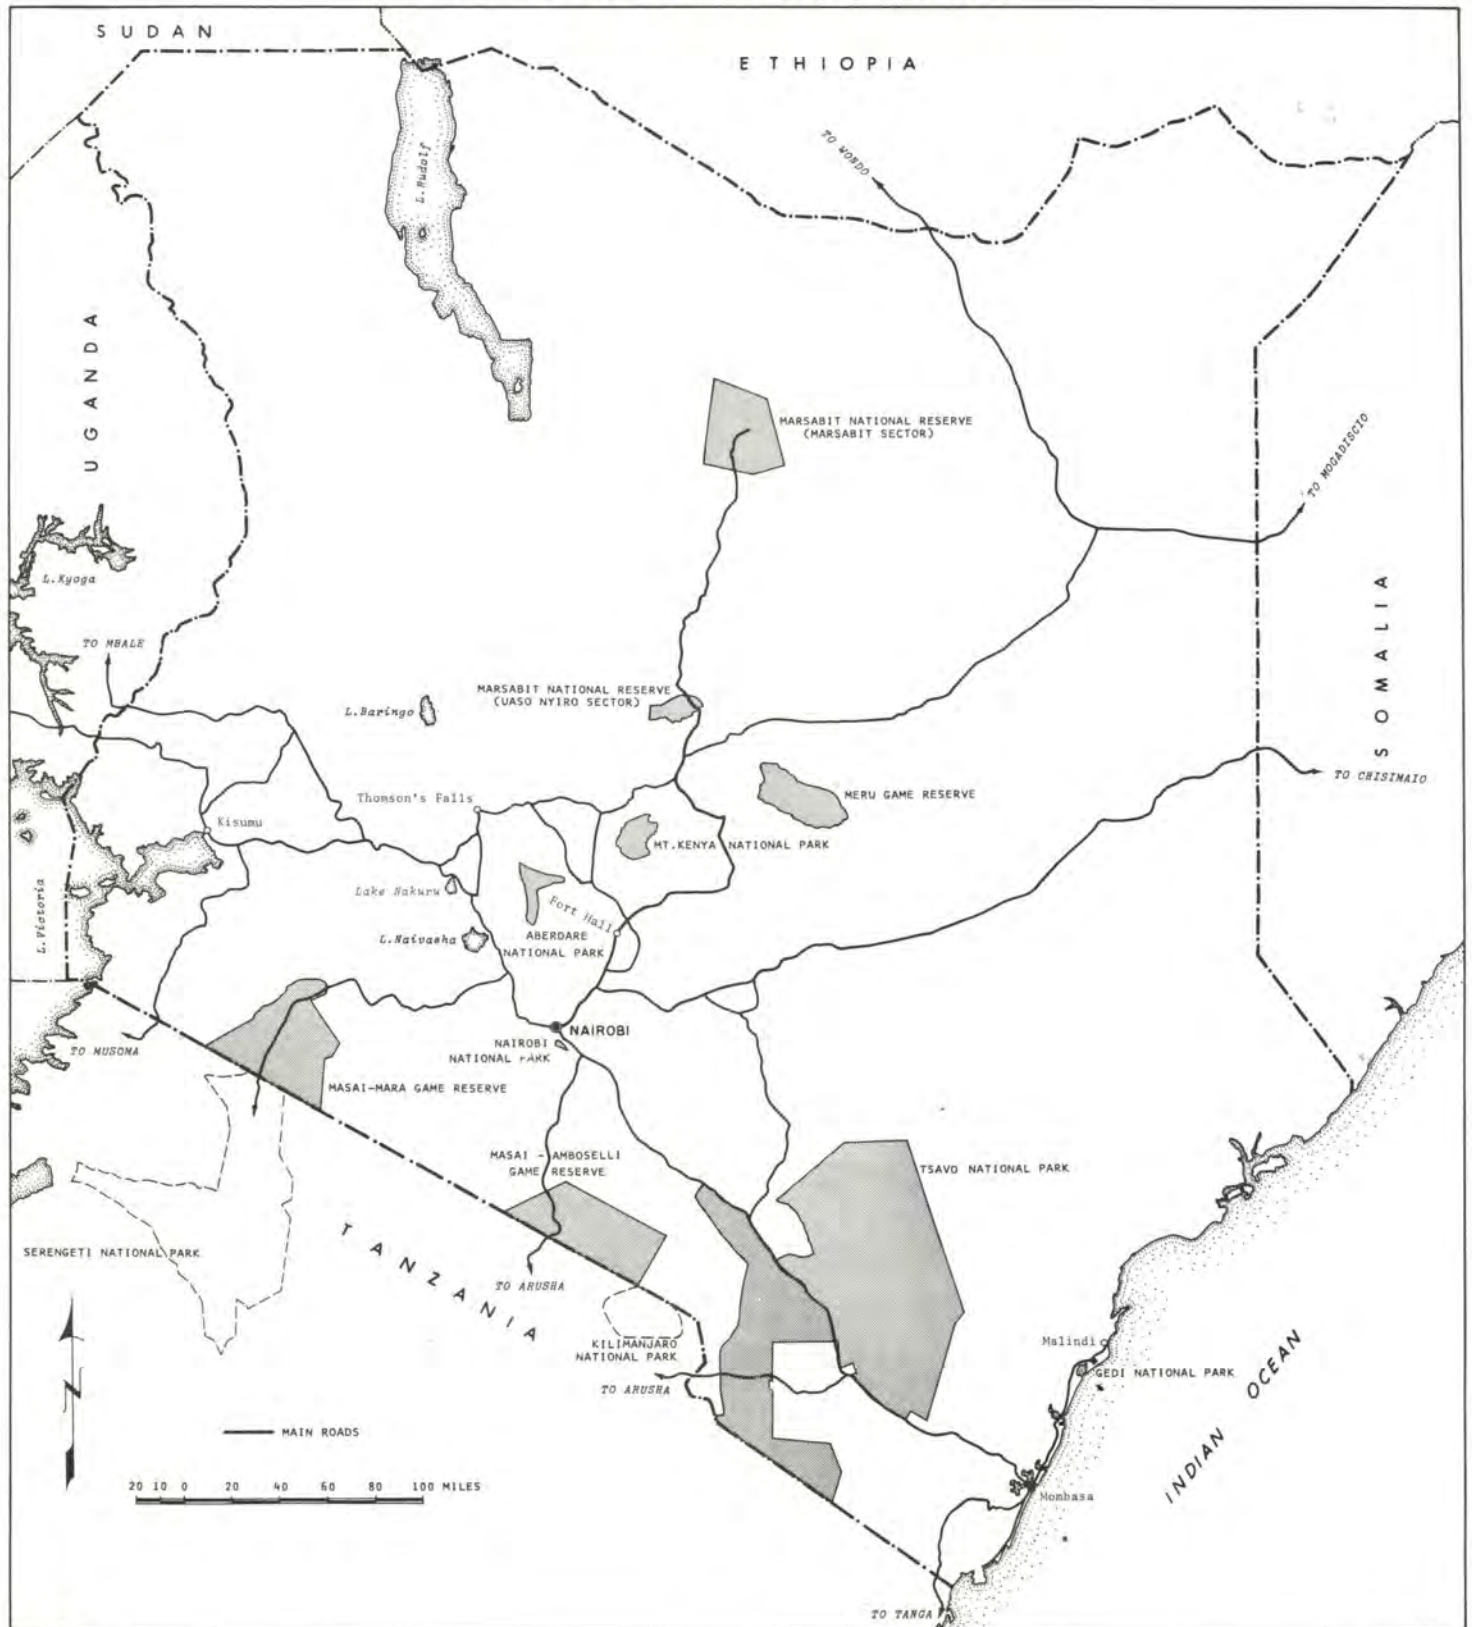 SUDAN
ETHIOPIA
TO WONDO
L.Rudolf
UGANDA
MARSABIT NATIONAL RESERVE
(MARSABIT SECTOR)
TO MOGADISCIO
L.Kyoga
SOMALIA
TO MBALE
MARSABIT NATIONAL RESERVE
(UASO NYIRO SECTOR)
L.Baringo
TO CHISIMAIO
MERU GAME RESERVE
Thomson's Falls
Kisumu
MT.KENYA NATIONAL PARK
Lake Nakuru
Fort Hall
L.Victoria
L.Naivasha
ABERDARE
NATIONAL PARK
NAIROBI
NAIROBI
NATIONAL PARK
TO MUSOMA
MASAI-MARA GAME RESERVE
MASAI - AMBOSELLI
GAME RESERVE
TSAVO NATIONAL PARK
SERENGETI NATIONAL PARK
TANZANIA
TO ARUSHA
KILIMANJARO
NATIONAL PARK
TO ARUSHA
Malindi
GEDI NATIONAL PARK
INDIAN OCEAN
N
MAIN ROADS
20 10 0 20 40 60 80 100 MILES
Mombasa
TO TANGA